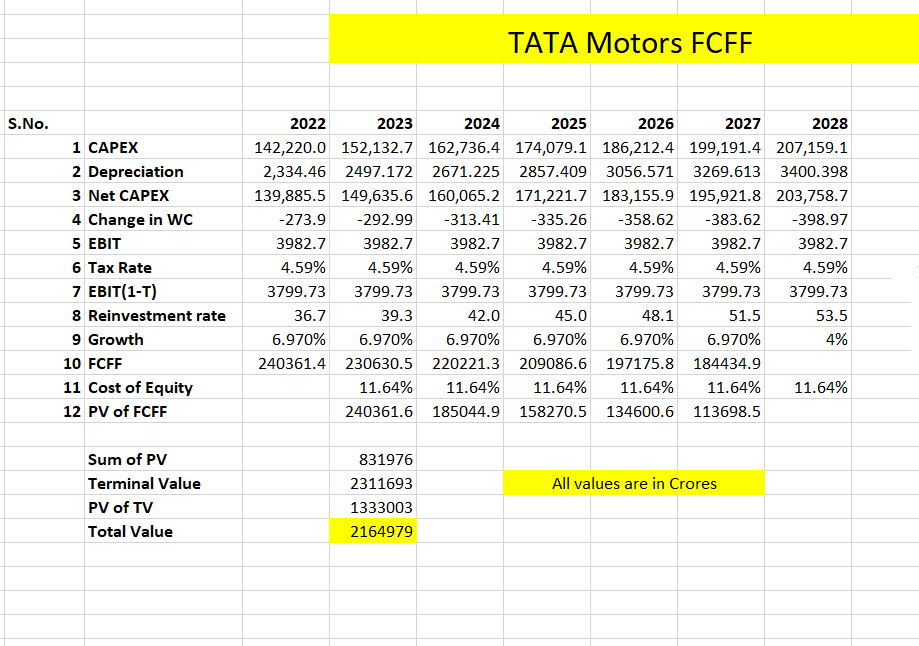 TATA Motors FCFF
S.No. 2022 2023 2024 2025 2026 2027 2028
1 CAPEX 142,220.0 152,132.7 162,736.4 174,079.1 186,212.4 199,191.4 207,159.1
2 Depreciation 2,334.46 2497.172 2671.225 2857.409 3056.571 3269.613 3400.398
3 Net CAPEX 139,885.5 149,635.6 160,065.2 171,221.7 183,155.9 195,921.8 203,758.7
4 Change in WC -273.9 -292.99 -313.41 -335.26 -358.62 -383.62 -398.97
5 EBIT 3982.7 3982.7 3982.7 3982.7 3982.7 3982.7 3982.7
6 Tax Rate 4.59% 4.59% 4.59% 4.59% 4.59% 4.59% 4.59%
7 EBIT(1-T) 3799.73 3799.73 3799.73 3799.73 3799.73 3799.73 3799.73
8 Reinvestment rate 36.7 39.3 42.0 45.0 48.1 51.5 53.5
9 Growth 6.970% 6.970% 6.970% 6.970% 6.970% 6.970% 4%
10 FCFF 240361.4 230630.5 220221.3 209086.6 197175.8 184434.9
11 Cost of Equity 11.64% 11.64% 11.64% 11.64% 11.64% 11.64%
12 PV of FCFF 240361.6 185044.9 158270.5 134600.6 113698.5
Sum of PV 831976
Terminal Value 2311693 All values are in Crores
PV of TV 1333003
Total Value 2164979